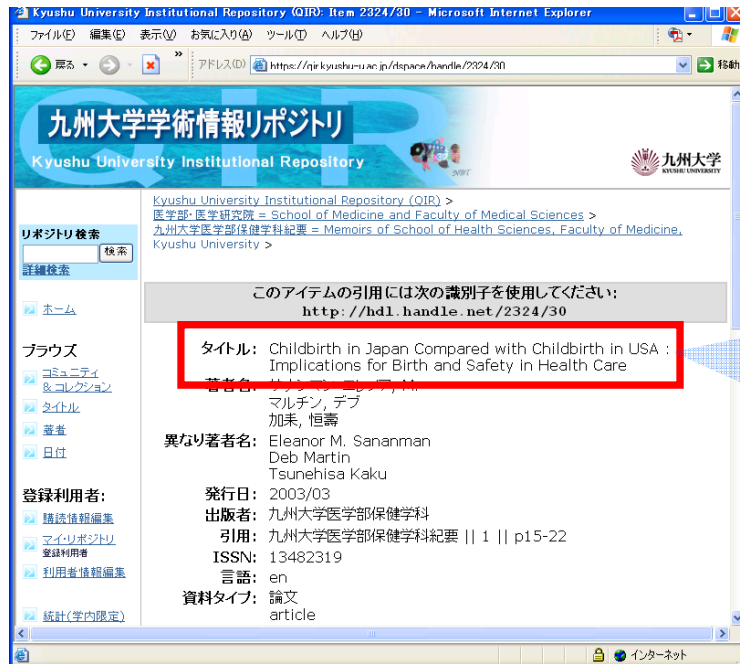 Kyushu University Institutional Repository (QIR): Item 2324/30 - Microsoft Internet Explorer
ファイル(F) 編集(E) 表示(V) お気に入り(A) ツール(T) ヘルプ(H)
戻る アドレス(D) https://qir.kyushu-u.ac.jp/dspace/handle/2324/30 移動
九州大学学術情報リポジトリ
Kyushu University Institutional Repository
九州大学
KYUSHU UNIVERSITY
Kyushu University Institutional Repository (QIR) >
医学部・医学研究院 = School of Medicine and Faculty of Medical Sciences >
九州大学医学部保健学科紀要 = Memoirs of School of Health Sciences, Faculty of Medicine,
Kyushu University >
リポジトリ検索
検索
詳細検索
ホーム
ブラウズ
コミュニティ
& コレクション
タイトル
著者
日付
登録利用者:
購読情報編集
マイ・リポジトリ
登録利用者
利用者情報編集
統計(学内限定)
このアイテムの引用には次の識別子を使用してください:
http://hdl.handle.net/2324/30
タイトル: Childbirth in Japan Compared with Childbirth in USA :
Implications for Birth and Safety in Health Care
著者名:
マルチン, デブ
加来, 恒壽
異なり著者名: Eleanor M. Sananman
Deb Martin
Tsunehisa Kaku
発行日: 2003/03
出版者: 九州大学医学部保健学科
引用: 九州大学医学部保健学科紀要 || 1 || p15-22
ISSN: 13482319
言語: en
資料タイプ: 論文
article
インターネット